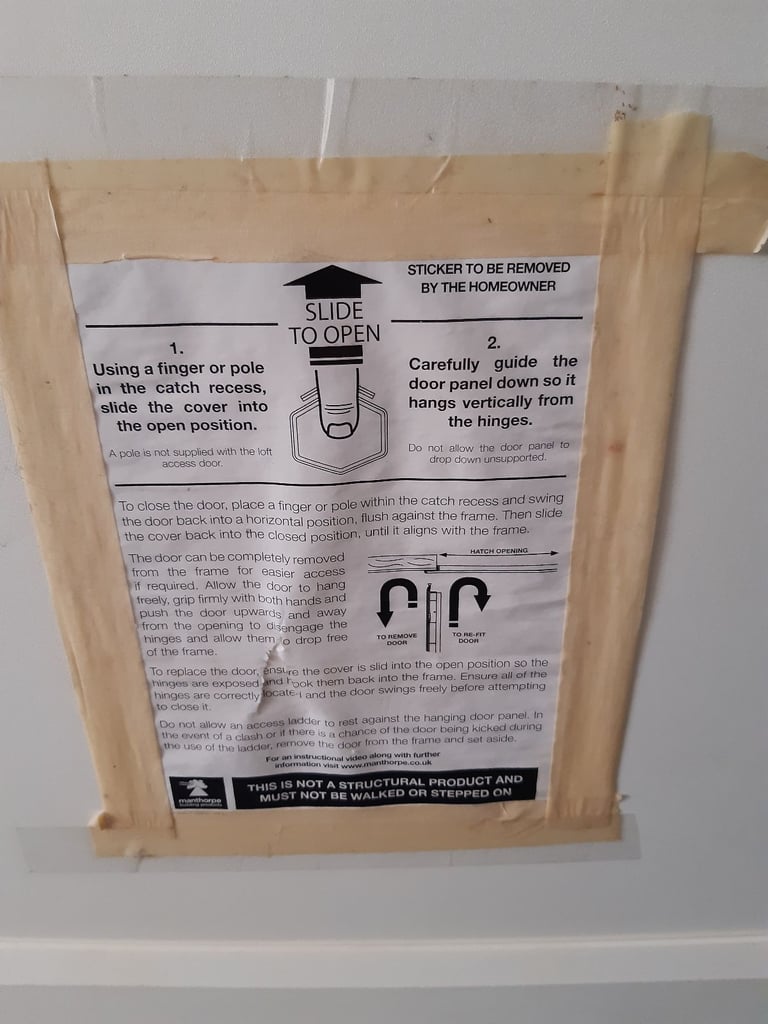 STICKER TO BE REMOVED
BY THE HOMEOWNER
SLIDE
TO OPEN
1.
Using a finger or pole
in the catch recess,
slide the cover into
the open position.
A pole is not supplied with the loft
access door.
2.
Carefully guide the
door panel down so it
hangs vertically from
the hinges.
Do not allow the door panel to
drop down unsupported.
To close the door, place a finger or pole within the catch recess and swing
the door back into a horizontal position, flush against the frame. Then slide
the cover back into the closed position, until it aligns with the frame.
The door can be completely removed
from the frame for easier access
if required. Allow the door to hang
freely, grip firmly with both hands and
push the door upwards and away
from the opening to disengage the
hinges and allow them to drop free
of the frame.
HATCH OPENING
TO REMOVE
DOOR
TO RE-FIT
DOOR
To replace the door, ensure the cover is slid into the open position so the
hinges are exposed and hook them back into the frame. Ensure all of the
hinges are correctly located and the door swings freely before attempting
to close it.
Do not allow an access ladder to rest against the hanging door panel. In
the event of a clash or if there is a chance of the door being kicked during
the use of the ladder, remove the door from the frame and set aside.
For an instructional video along with further
information visit www.manthorpe.co.uk
manthorpe
building products
THIS IS NOT A STRUCTURAL PRODUCT AND
MUST NOT BE WALKED OR STEPPED ON